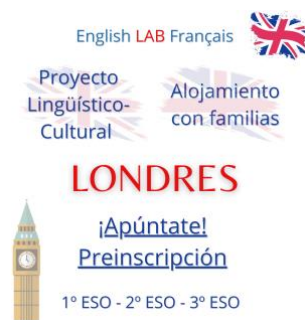 English LAB Français
Proyecto
Lingüístico-
Cultural
Alojamiento
con familias
LONDRES
¡Apúntate!
Preinscripción
1º ESO - 2º ESO - 3º ESO